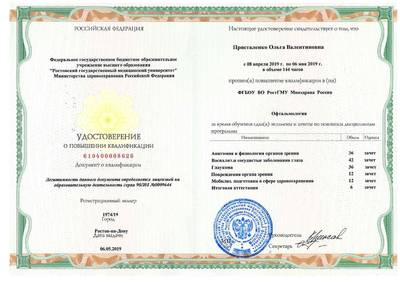 РОССИЙСКАЯ ФЕДЕРАЦИЯ
Федеральное государственное бюджетное образовательное
учреждение высшего образования
"Ростовский государственный медицинский университет"
Министерства здравоохранения Российской Федерации
УДОСТОВЕРЕНИЕ
О ПОВЫШЕНИИ КВАЛИФИКАЦИИ
610400008626
Документ о квалификации
Легитимность данного документа определяется лицензией на
образовательную деятельность серия 90Л01 №0009644
Регистрационный номер
1974/19
Город
Ростов-на-Дону
Дата выдачи
06.05.2019
Настоящее удостоверение свидетельствует о том, что
Присталенко Ольга Валентиновна
с 08 апреля 2019 г. по 06 мая 2019 г.
в объеме 144 часов
прошел(а) повышение квалификации в (на)
ФГБОУ ВО РостГМУ Минздрава России
Офтальмология
за время обучения сдал(а) экзамены и зачеты по основным дисциплинам
программы
Наименование Объем Оценка
Анатомия и физиология органа зрения 36 зачет
Воспалит.и сосудистые заболевания глаза 42 зачет
Глаукома 36 зачет
Повреждения органа зрения 12 зачет
Мобилиз. подготовка в сфере здравоохранения 12 зачет
Итоговая аттестация 6 зачет
Руководитель
Секретарь